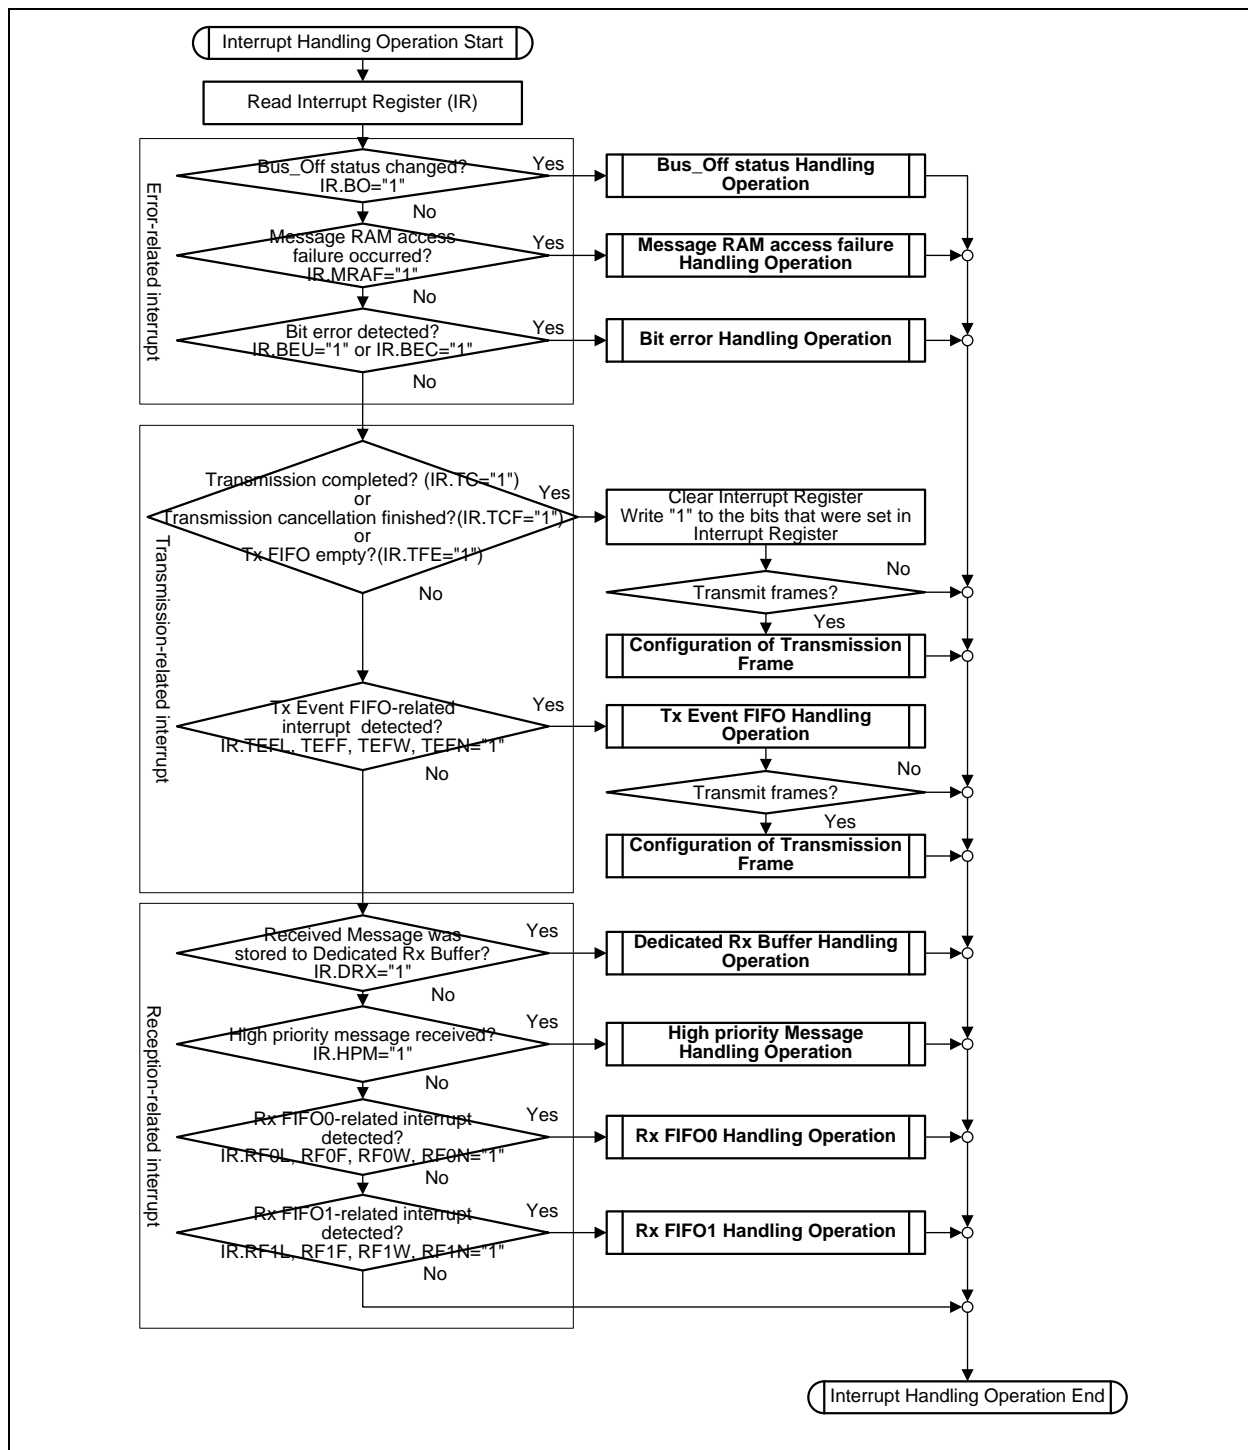 Interrupt Handling Operation Start
Read Interrupt Register (IR)
Error-related interrupt
Bus_Off status changed?
IR.BO="1"
Yes
Bus_Off status Handling
Operation
No
Message RAM access
failure occurred?
IR.MRAF="1"
Yes
Message RAM access failure
Handling Operation
No
Bit error detected?
IR.BEU="1" or IR.BEC="1"
Yes
Bit error Handling Operation
No
Transmission-related interrupt
Transmission completed? (IR.TC="1")
or
Transmission cancellation finished?(IR.TCF="1")
or
Tx FIFO empty?(IR.TFE="1")
Yes
Clear Interrupt Register
Write "1" to the bits that were set in
Interrupt Register
No
Transmit frames?
No
Yes
Configuration of Transmission
Frame
Tx Event FIFO-related
interrupt  detected?
IR.TEFL, TEFF, TEFW, TEFN="1"
Yes
Tx Event FIFO Handling
Operation
No
Transmit frames?
No
Yes
Configuration of Transmission
Frame
Reception-related interrupt
Received Message was
stored to Dedicated Rx Buffer?
IR.DRX="1"
Yes
Dedicated Rx Buffer Handling
Operation
No
High priority message received?
IR.HPM="1"
Yes
High priority Message
Handling Operation
No
Rx FIFO0-related interrupt
detected?
IR.RF0L, RF0F, RF0W, RF0N="1"
Yes
Rx FIFO0 Handling Operation
No
Rx FIFO1-related interrupt
detected?
IR.RF1L, RF1F, RF1W, RF1N="1"
Yes
Rx FIFO1 Handling Operation
No
Interrupt Handling Operation End